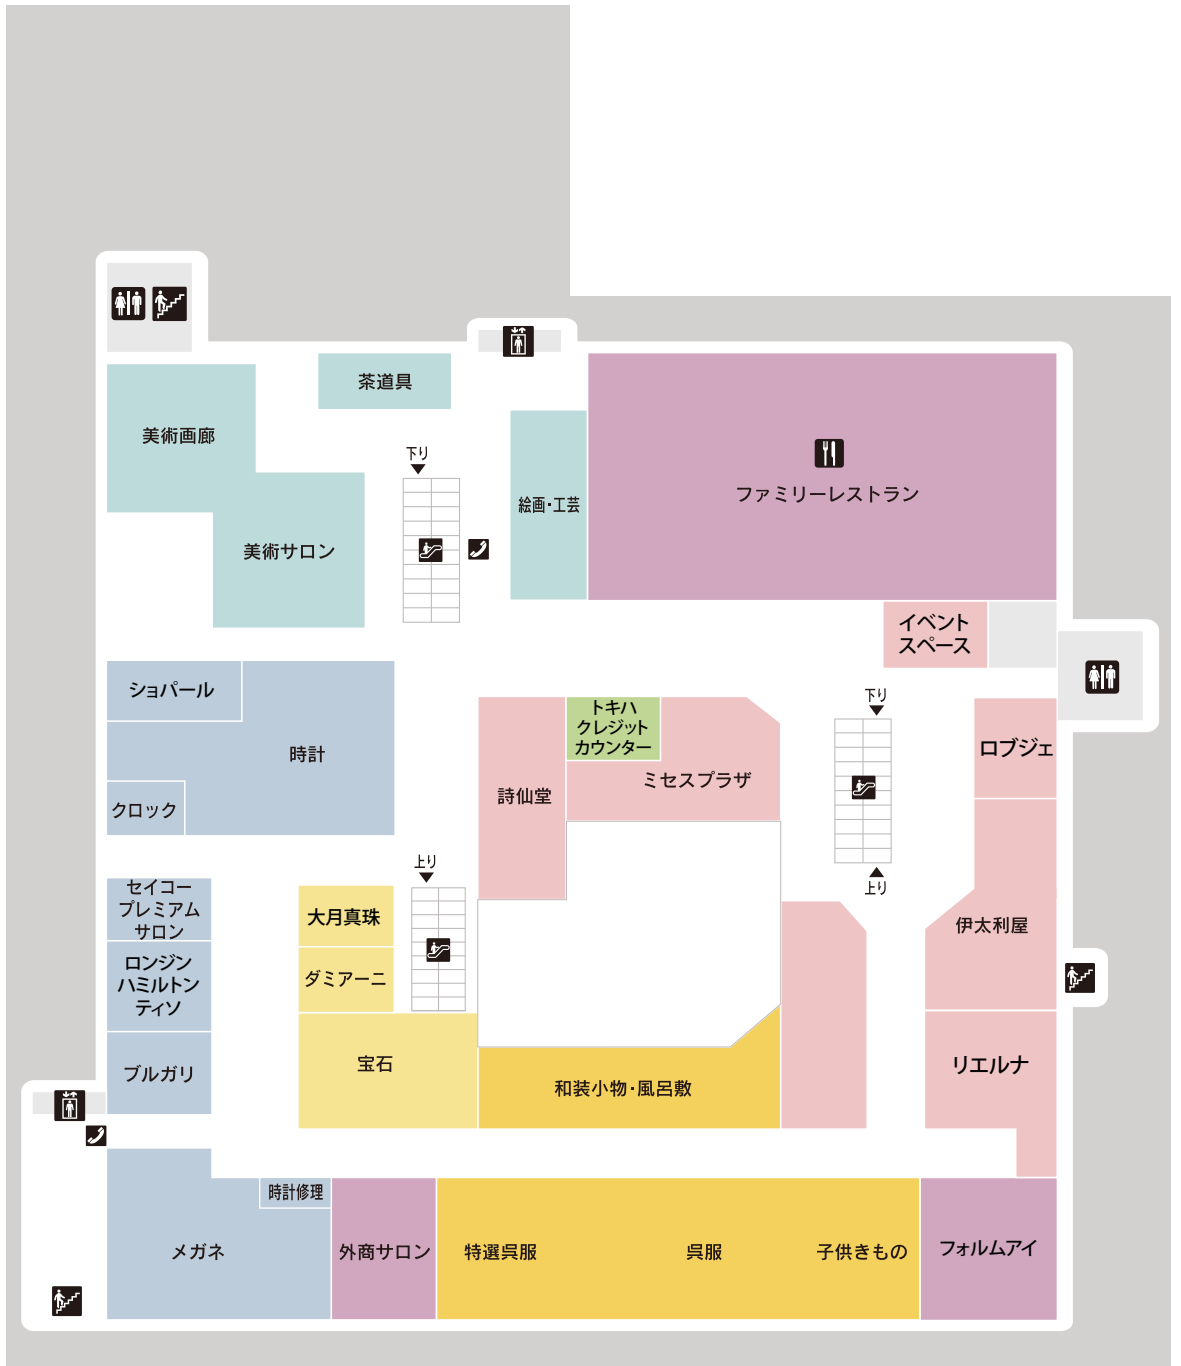 茶道具
美術画廊
下り
絵画・工芸
ファミリーレストラン
美術サロン
イベント
スペース
ショパール
時計
クロック
トキハ
クレジット
カウンター
詩仙堂
ミセスプラザ
下り
上り
ロブジェ
セイコー
プレミアム
サロン
ロンジン
ハミルトン
ティソ
ブルガリ
上り
大月真珠
ダミアーニ
宝石
伊太利屋
リエルナ
和装小物・風呂敷
メガネ
時計修理
外商サロン
特選呉服
呉服
子供きもの
フォルムアイ